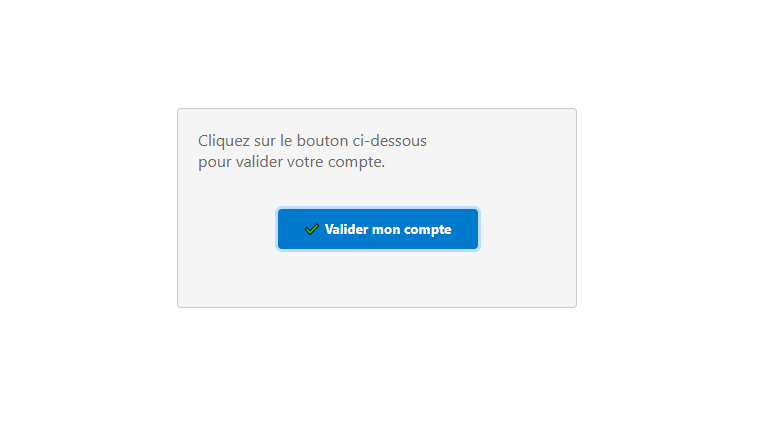 Cliquez sur le bouton ci-dessous
pour valider votre compte.
Valider mon compte